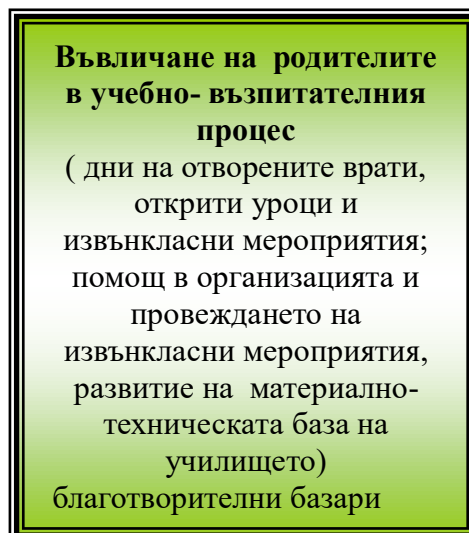 Въвличане на родителите
в учебно- възпитателния
процес
( дни на отворените врати,
открити уроци и
извънкласни мероприятия;
помощ в организацията и
провеждането на
извънкласни мероприятия,
развитие на материално-
техническата база на
училището)
благотворителни базари